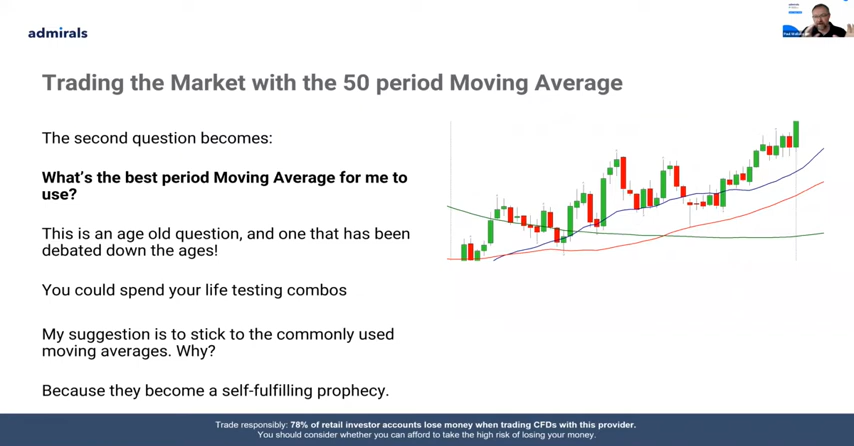 admirals
Trading the Market with the 50 period Moving Average
The second question becomes:
What's the best period Moving Average for me to
use?
This is an age old question, and one that has been
debated down the ages!
You could spend your life testing combos
My suggestion is to stick to the commonly used
moving averages. Why?
Because they become a self-fulfilling prophecy.
Trade responsibly: 78% of retail investor accounts lose money when trading CFDs with this provider.
You should consider whether you can afford to take the high risk of losing your money.